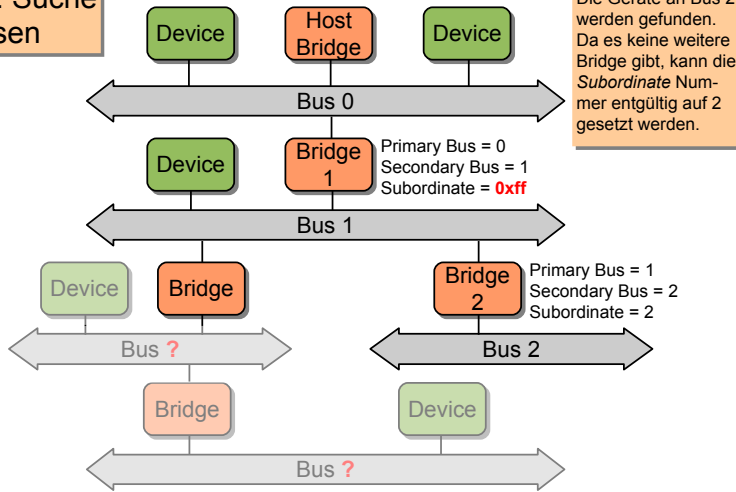 Suche
sen
Die Geräte an Bus 2
werden gefunden.
Da es keine weitere
Bridge gibt, kann die
Subordinate Num-
mer entgültig auf 2
gesetzt werden.
Device
Host
Bridge
Device
Bus 0
Device
Bridge
1
Primary Bus = 0
Secondary Bus = 1
Subordinate = 0xff
Bus 1
Device
Bridge
Bridge
2
Primary Bus = 1
Secondary Bus = 2
Subordinate = 2
Bus ?
Bus 2
Bridge
Device
Bus ?